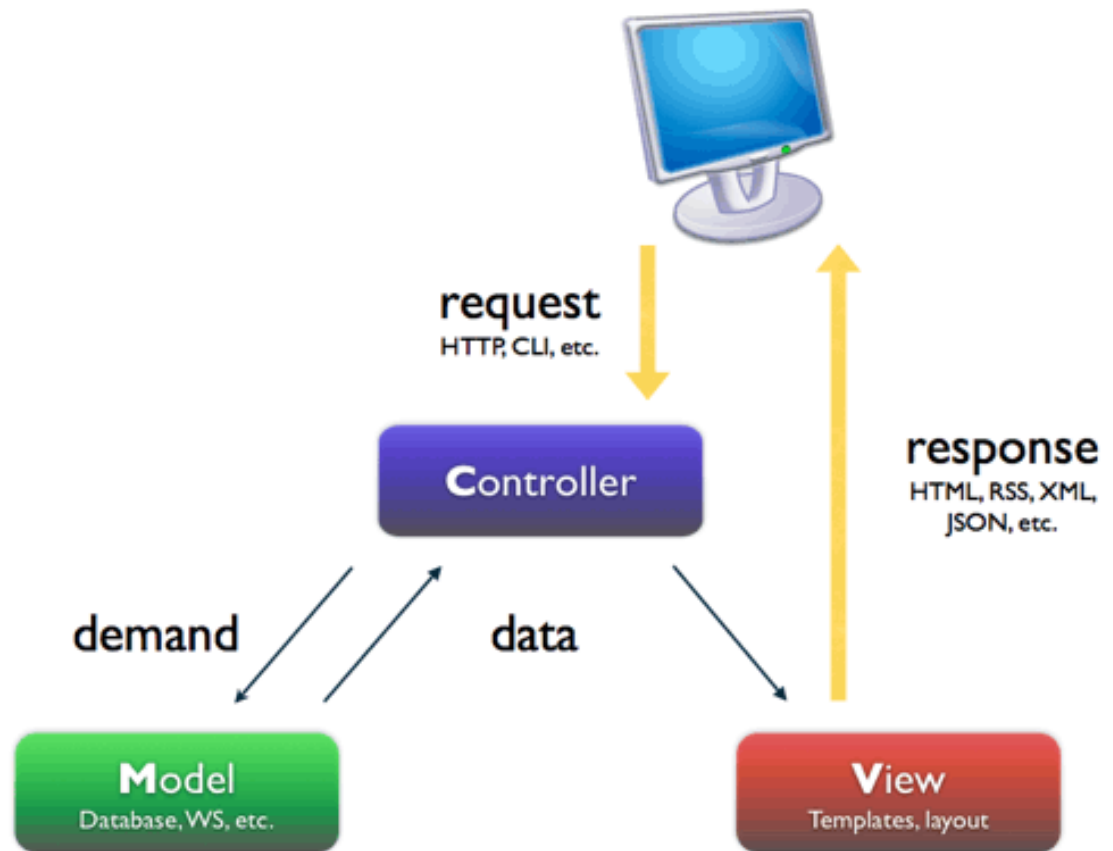 request
HTTP, CLI, etc.
Controller
response
HTML, RSS, XML,
JSON, etc.
demand
data
Model
Database, WS, etc.
View
Templates, layout